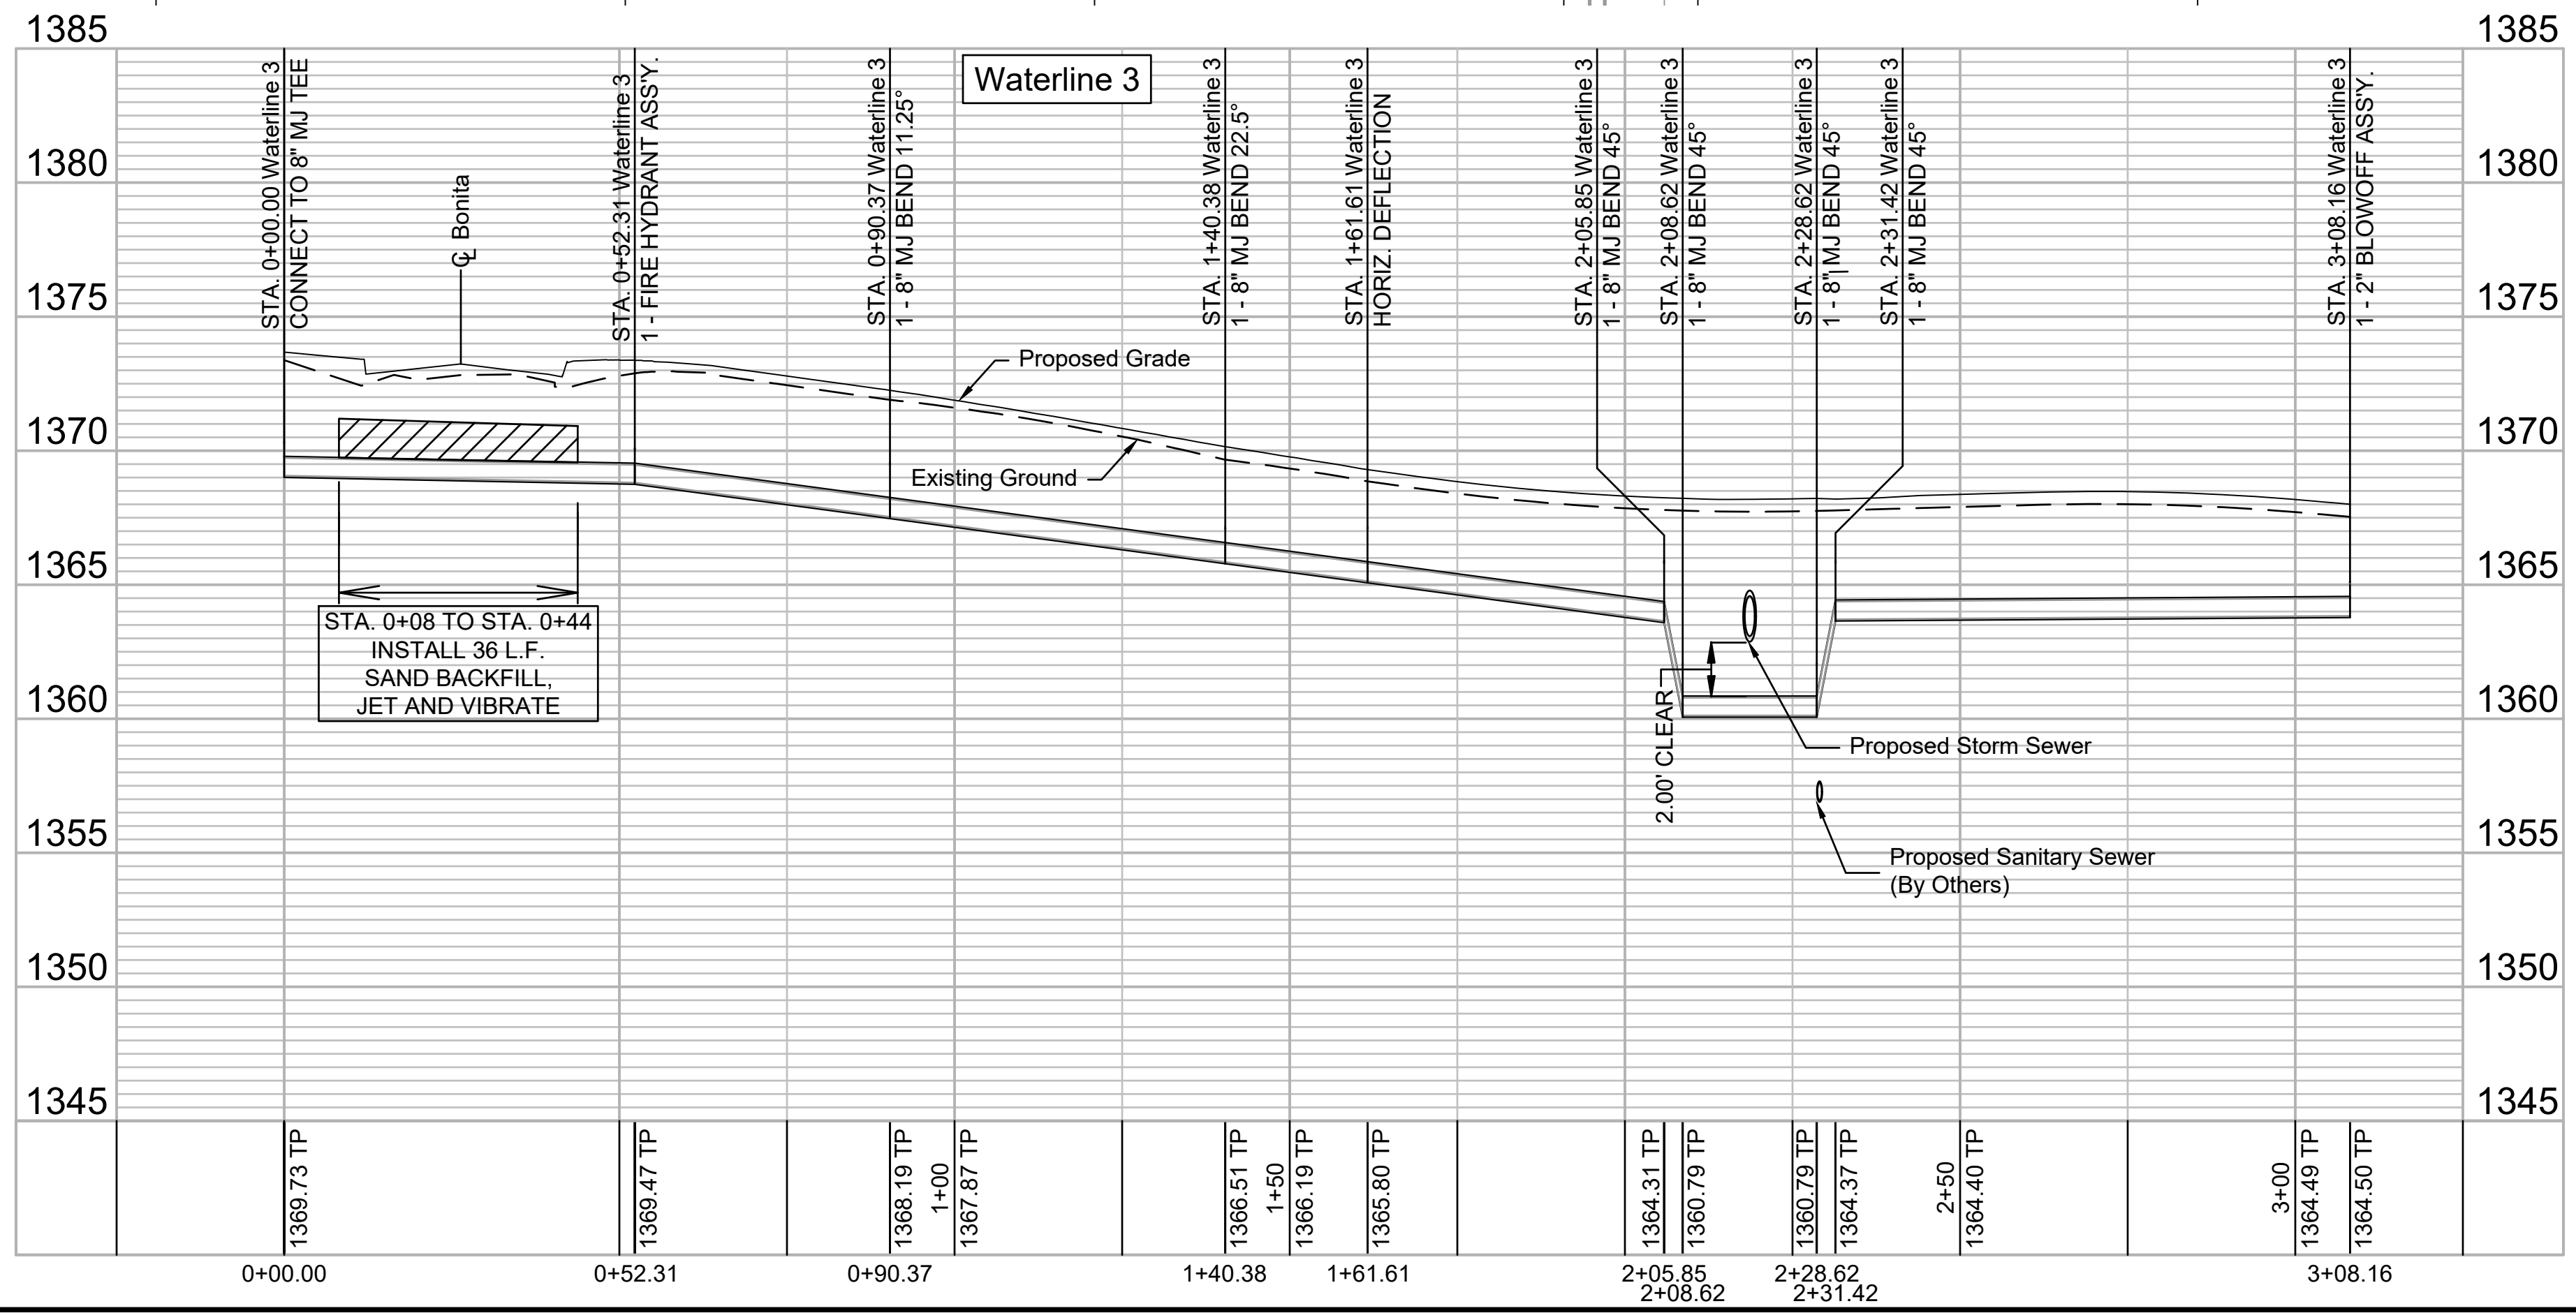 1385
1385
Waterline 3
STA. 0+00.00 Waterline 3
CONNECT TO 8" MJ TEE
℄ Bonita
STA. 0+52.31 Waterline 3
1 - FIRE HYDRANT ASS'Y.
STA. 0+90.37 Waterline 3
1 - 8" MJ BEND 11.25°
STA. 1+40.38 Waterline 3
1 - 8" MJ BEND 22.5°
STA. 1+61.61 Waterline 3
HORIZ. DEFLECTION
STA. 2+05.85 Waterline 3
1 - 8" MJ BEND 45°
STA. 2+08.62 Waterline 3
1 - 8" MJ BEND 45°
STA. 2+28.62 Waterline 3
1 - 8" MJ BEND 45°
STA. 2+31.42 Waterline 3
1 - 8" MJ BEND 45°
STA. 3+08.16 Waterline 3
1 - 2" BLOWOFF ASS'Y.
1380
1380
1375
1375
Proposed Grade
1370
1370
Existing Ground
1365
1365
STA. 0+08 TO STA. 0+44
INSTALL 36 L.F.
SAND BACKFILL,
JET AND VIBRATE
1360
1360
2.00' CLEAR
Proposed Storm Sewer
1355
1355
Proposed Sanitary Sewer
(By Others)
1350
1350
1345
1345
1369.73 TP
1369.47 TP
1368.19 TP
1+00
1367.87 TP
1366.51 TP
1+50
1366.19 TP
1365.80 TP
1364.31 TP
1360.79 TP
1360.79 TP
1364.37 TP
2+50
1364.40 TP
3+00
1364.49 TP
1364.50 TP
0+00.00
0+52.31
0+90.37
1+40.38
1+61.61
2+05.85
2+08.62
2+28.62
2+31.42
3+08.16